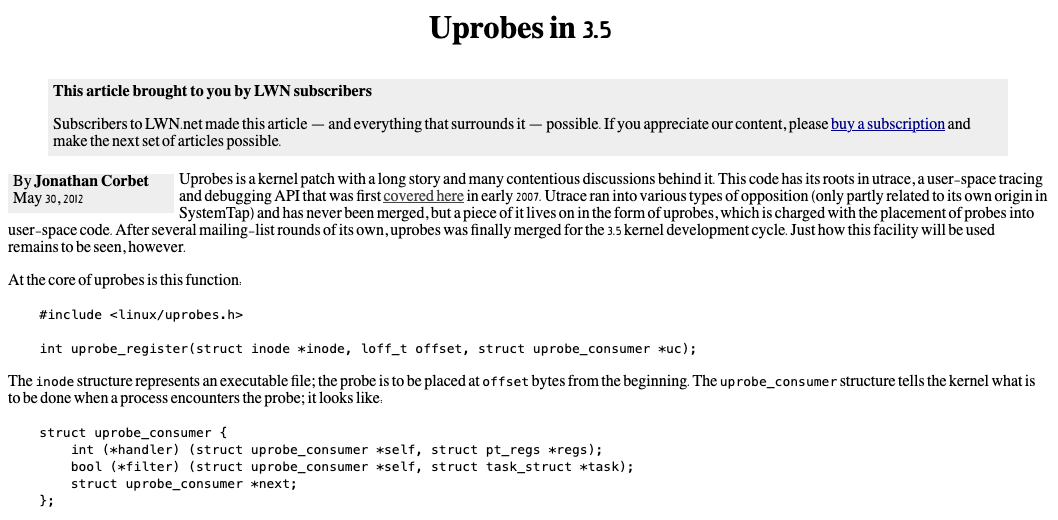 Uprobes in 3.5
This article brought to you by LWN subscribers
Subscribers to LWN.net made this article — and everything that surrounds it — possible. If you appreciate our content, please buy a subscription and
make the next set of articles possible.
By Jonathan Corbet
May 30, 2012
Uprobes is a kernel patch with a long story and many contentious discussions behind it. This code has its roots in utrace, a user-space tracing
and debugging API that was first covered here in early 2007. Utrace ran into various types of opposition (only partly related to its own origin in
SystemTap) and has never been merged, but a piece of it lives on in the form of uprobes, which is charged with the placement of probes into
user-space code. After several mailing-list rounds of its own, uprobes was finally merged for the 3.5 kernel development cycle. Just how this facility will be used
remains to be seen, however.
At the core of uprobes is this function:
#include <linux/uprobes.h>
int uprobe_register(struct inode *inode, loff_t offset, struct uprobe_consumer *uc);
The inode structure represents an executable file; the probe is to be placed at offset bytes from the beginning. The uprobe_consumer structure tells the kernel what is
to be done when a process encounters the probe; it looks like:
struct uprobe_consumer {
    int (*handler) (struct uprobe_consumer *self, struct pt_regs *regs);
    bool (*filter) (struct uprobe_consumer *self, struct task_struct *task);
    struct uprobe_consumer *next;
};